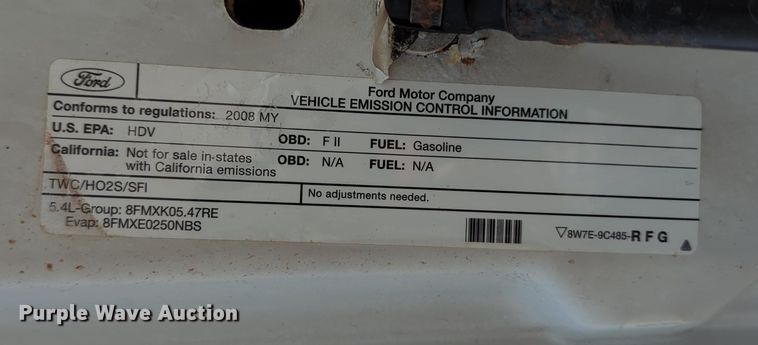 Ford
Ford Motor Company
VEHICLE EMISSION CONTROL INFORMATION
Conforms to regulations: 2008 MY
U.S. EPA: HDV OBD: F II FUEL: Gasoline
California: Not for sale in-states with California emissions OBD: N/A FUEL: N/A
TWC/HO2S/SFI No adjustments needed.
5.4L-Group: 8FMXK05.47RE
Evap: 8FMXE0250NBS
▽8W7E-9C485-R F G
Purple Wave Auction